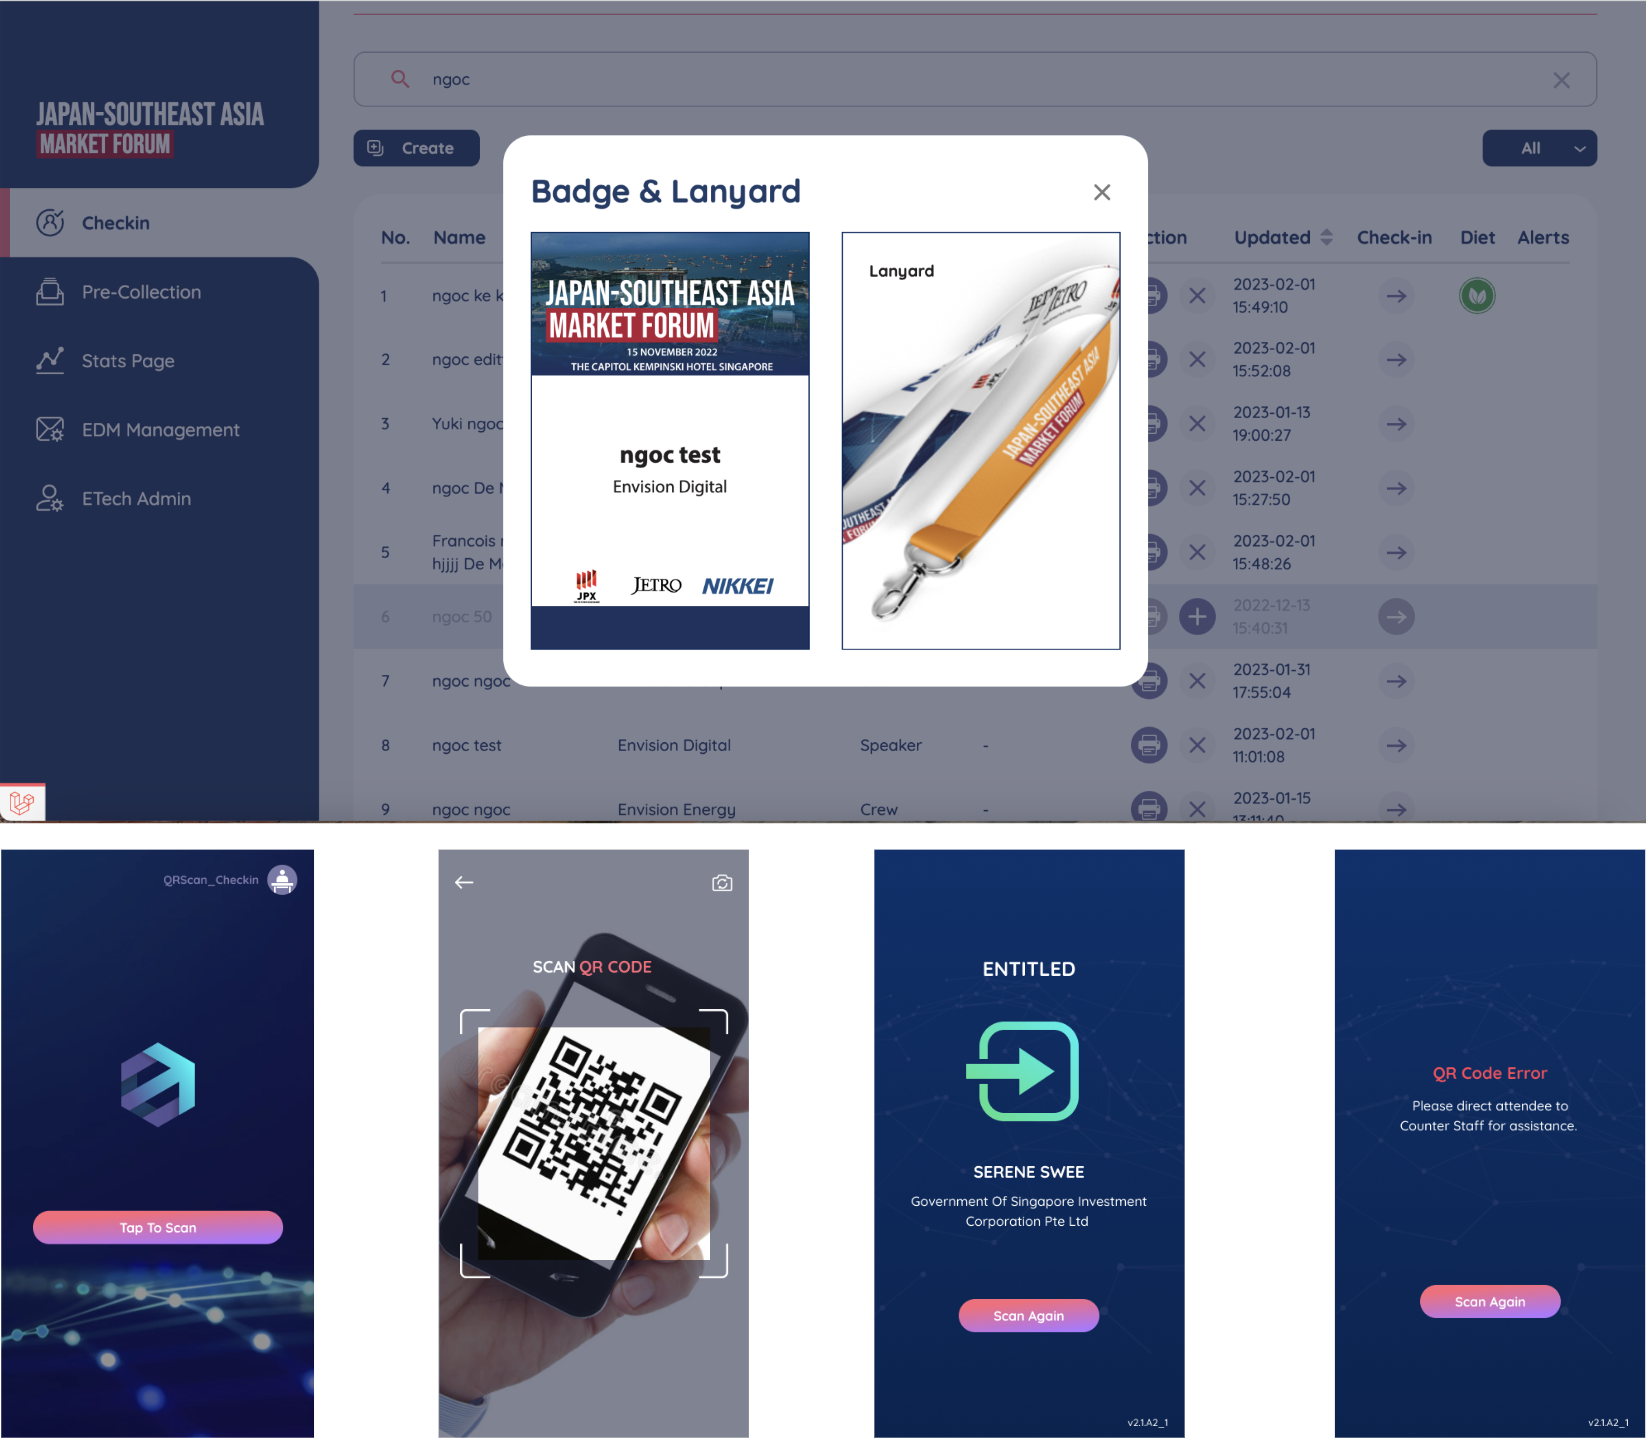 JAPAN-SOUTHEAST ASIA
MARKET FORUM
Checkin
Pre-Collection
Stats Page
EDM Management
ETech Admin
ngoc
Create
All
No. Name ction Updated Check-in Diet Alerts
1 ngoc ke k 2023-02-01
15:49:10
2 ngoc edit 2023-02-01
15:52:08
3 Yuki ngoc 2023-01-13
19:00:27
4 ngoc De 2023-02-01
15:27:50
5 Francois 2023-02-01
hjjjj De M 15:48:26
6 ngoc 50 2022-12-13
15:40:31
7 ngoc ngoc 2023-01-31
17:55:04
8 ngoc test Envision Digital Speaker - 2023-02-01
11:01:08
9 ngoc ngoc Envision Energy Crew - 2023-01-15
13:11:40
Badge & Lanyard
JAPAN-SOUTHEAST ASIA
MARKET FORUM
15 NOVEMBER 2022
THE CAPITOL KEMPINSKI HOTEL SINGAPORE
ngoc test
Envision Digital
JPX
JETRO
NIKKEI
Lanyard
JETRO
JPX
JAPAN-SOUTHEAST ASIA
MARKET FORUM
QRScan_Checkin
Tap To Scan
SCAN QR CODE
ENTITLED
SERENE SWEE
Government Of Singapore Investment
Corporation Pte Ltd
Scan Again
v2.1.A2_1
QR Code Error
Please direct attendee to
Counter Staff for assistance.
Scan Again
v2.1.A2_1